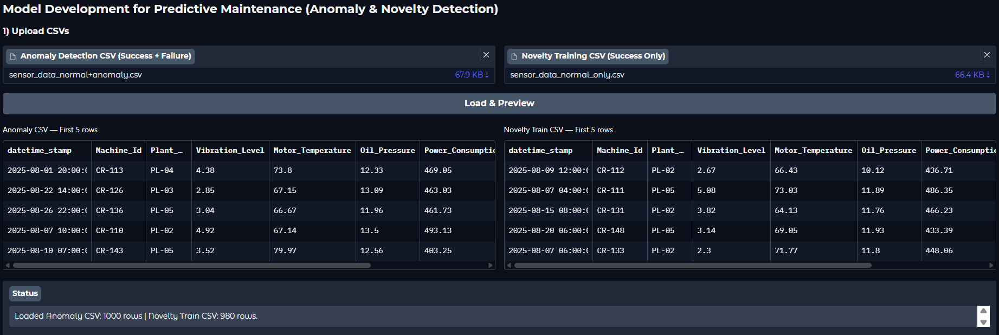 Model Development for Predictive Maintenance (Anomaly & Novelty Detection)
1) Upload CSVs
Anomaly Detection CSV (Success + Failure)
sensor_data_normal+anomaly.csv 67.9 KB ↓
Novelty Training CSV (Success Only)
sensor_data_normal_only.csv 66.4 KB ↓
Load & Preview
Anomaly CSV — First 5 rows
datetime_stamp Machine_Id Plant_… Vibration_Level Motor_Temperature Oil_Pressure Power_Consumptio
2025-08-01 20:00:0 CR-113 PL-04 4.38 73.8 12.33 469.05
2025-08-22 14:00:0 CR-126 PL-03 2.85 67.15 13.09 463.03
2025-08-26 22:00:0 CR-136 PL-05 3.04 66.67 11.96 461.73
2025-08-07 10:00:0 CR-110 PL-02 4.92 67.14 13.5 493.13
2025-08-10 07:00:0 CR-143 PL-05 3.52 79.97 12.56 403.25
Novelty Train CSV — First 5 rows
datetime_stamp Machine_Id Plant_… Vibration_Level Motor_Temperature Oil_Pressure Power_Consumptio
2025-08-09 12:00:0 CR-112 PL-02 2.67 66.43 10.12 436.71
2025-08-07 04:00:0 CR-111 PL-05 5.08 73.03 11.89 486.35
2025-08-15 08:00:0 CR-131 PL-02 3.82 64.13 11.76 466.23
2025-08-20 06:00:0 CR-148 PL-05 3.14 69.05 11.93 433.39
2025-08-07 06:00:0 CR-133 PL-02 2.3 71.77 11.8 448.06
Status
Loaded Anomaly CSV: 1000 rows | Novelty Train CSV: 980 rows.